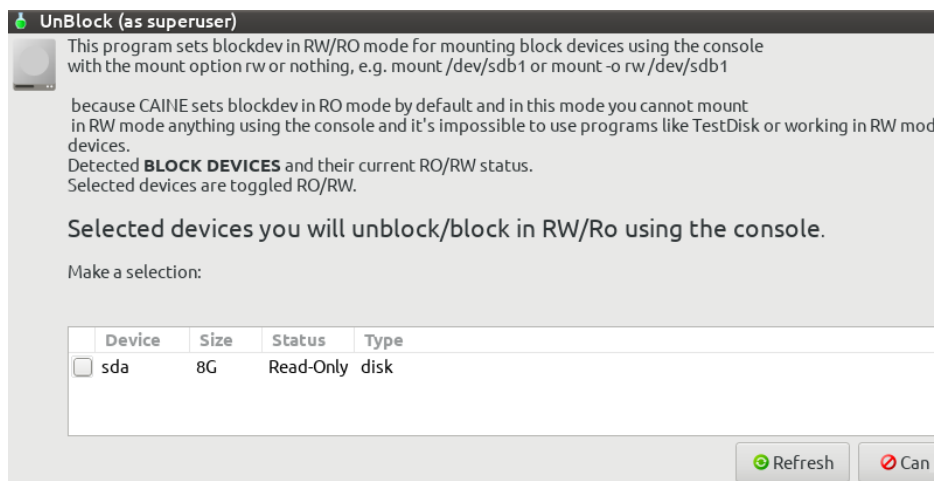 UnBlock (as superuser)
This program sets blockdev in RW/RO mode for mounting block devices using the console
with the mount option rw or nothing, e.g. mount /dev/sdb1 or mount -o rw /dev/sdb1
because CAINE sets blockdev in RO mode by default and in this mode you cannot mount
in RW mode anything using the console and it's impossible to use programs like TestDisk or working in RW mod
devices.
Detected BLOCK DEVICES and their current RO/RW status.
Selected devices are toggled RO/RW.
Selected devices you will unblock/block in RW/Ro using the console.
Make a selection:
Device Size Status Type
sda 8G Read-Only disk
Refresh Can